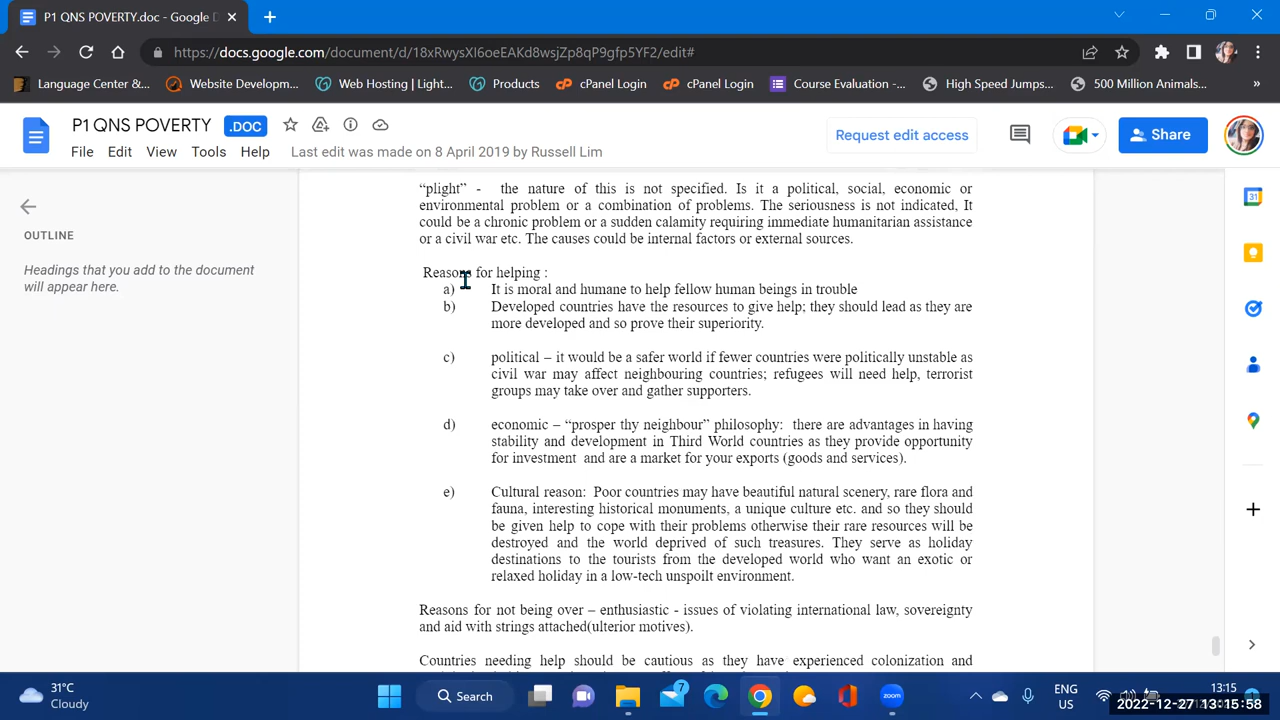 P1 QNS POVERTY.doc - Google D
https://docs.google.com/document/d/18xRwysXl6oeEAKd8wsjZp8qP9gfp5YF2/edit#
Language Center &... Website Developm... Web Hosting | Light... Products cPanel Login cPanel Login Course Evaluation -... High Speed Jumps... 500 Million Animals... »
P1 QNS POVERTY .DOC
Request edit access Share
File Edit View Tools Help Last edit was made on 8 April 2019 by Russell Lim
OUTLINE
Headings that you add to the document
will appear here.
“plight” - the nature of this is not specified. Is it a political, social, economic or
environmental problem or a combination of problems. The seriousness is not indicated, It
could be a chronic problem or a sudden calamity requiring immediate humanitarian assistance
or a civil war etc. The causes could be internal factors or external sources.
Reasons for helping :
a) It is moral and humane to help fellow human beings in trouble
b) Developed countries have the resources to give help; they should lead as they are
more developed and so prove their superiority.
c) political – it would be a safer world if fewer countries were politically unstable as
civil war may affect neighbouring countries; refugees will need help, terrorist
groups may take over and gather supporters.
d) economic – “prosper thy neighbour” philosophy: there are advantages in having
stability and development in Third World countries as they provide opportunity
for investment and are a market for your exports (goods and services).
e) Cultural reason: Poor countries may have beautiful natural scenery, rare flora and
fauna, interesting historical monuments, a unique culture etc. and so they should
be given help to cope with their problems otherwise their rare resources will be
destroyed and the world deprived of such treasures. They serve as holiday
destinations to the tourists from the developed world who want an exotic or
relaxed holiday in a low-tech unspoilt environment.
Reasons for not being over – enthusiastic - issues of violating international law, sovereignty
and aid with strings attached(ulterior motives).
Countries needing help should be cautious as they have experienced colonization and
31
31°C
Cloudy
Search
7
zoom
ENG
US
13:15
2022-12-27 13:15:58